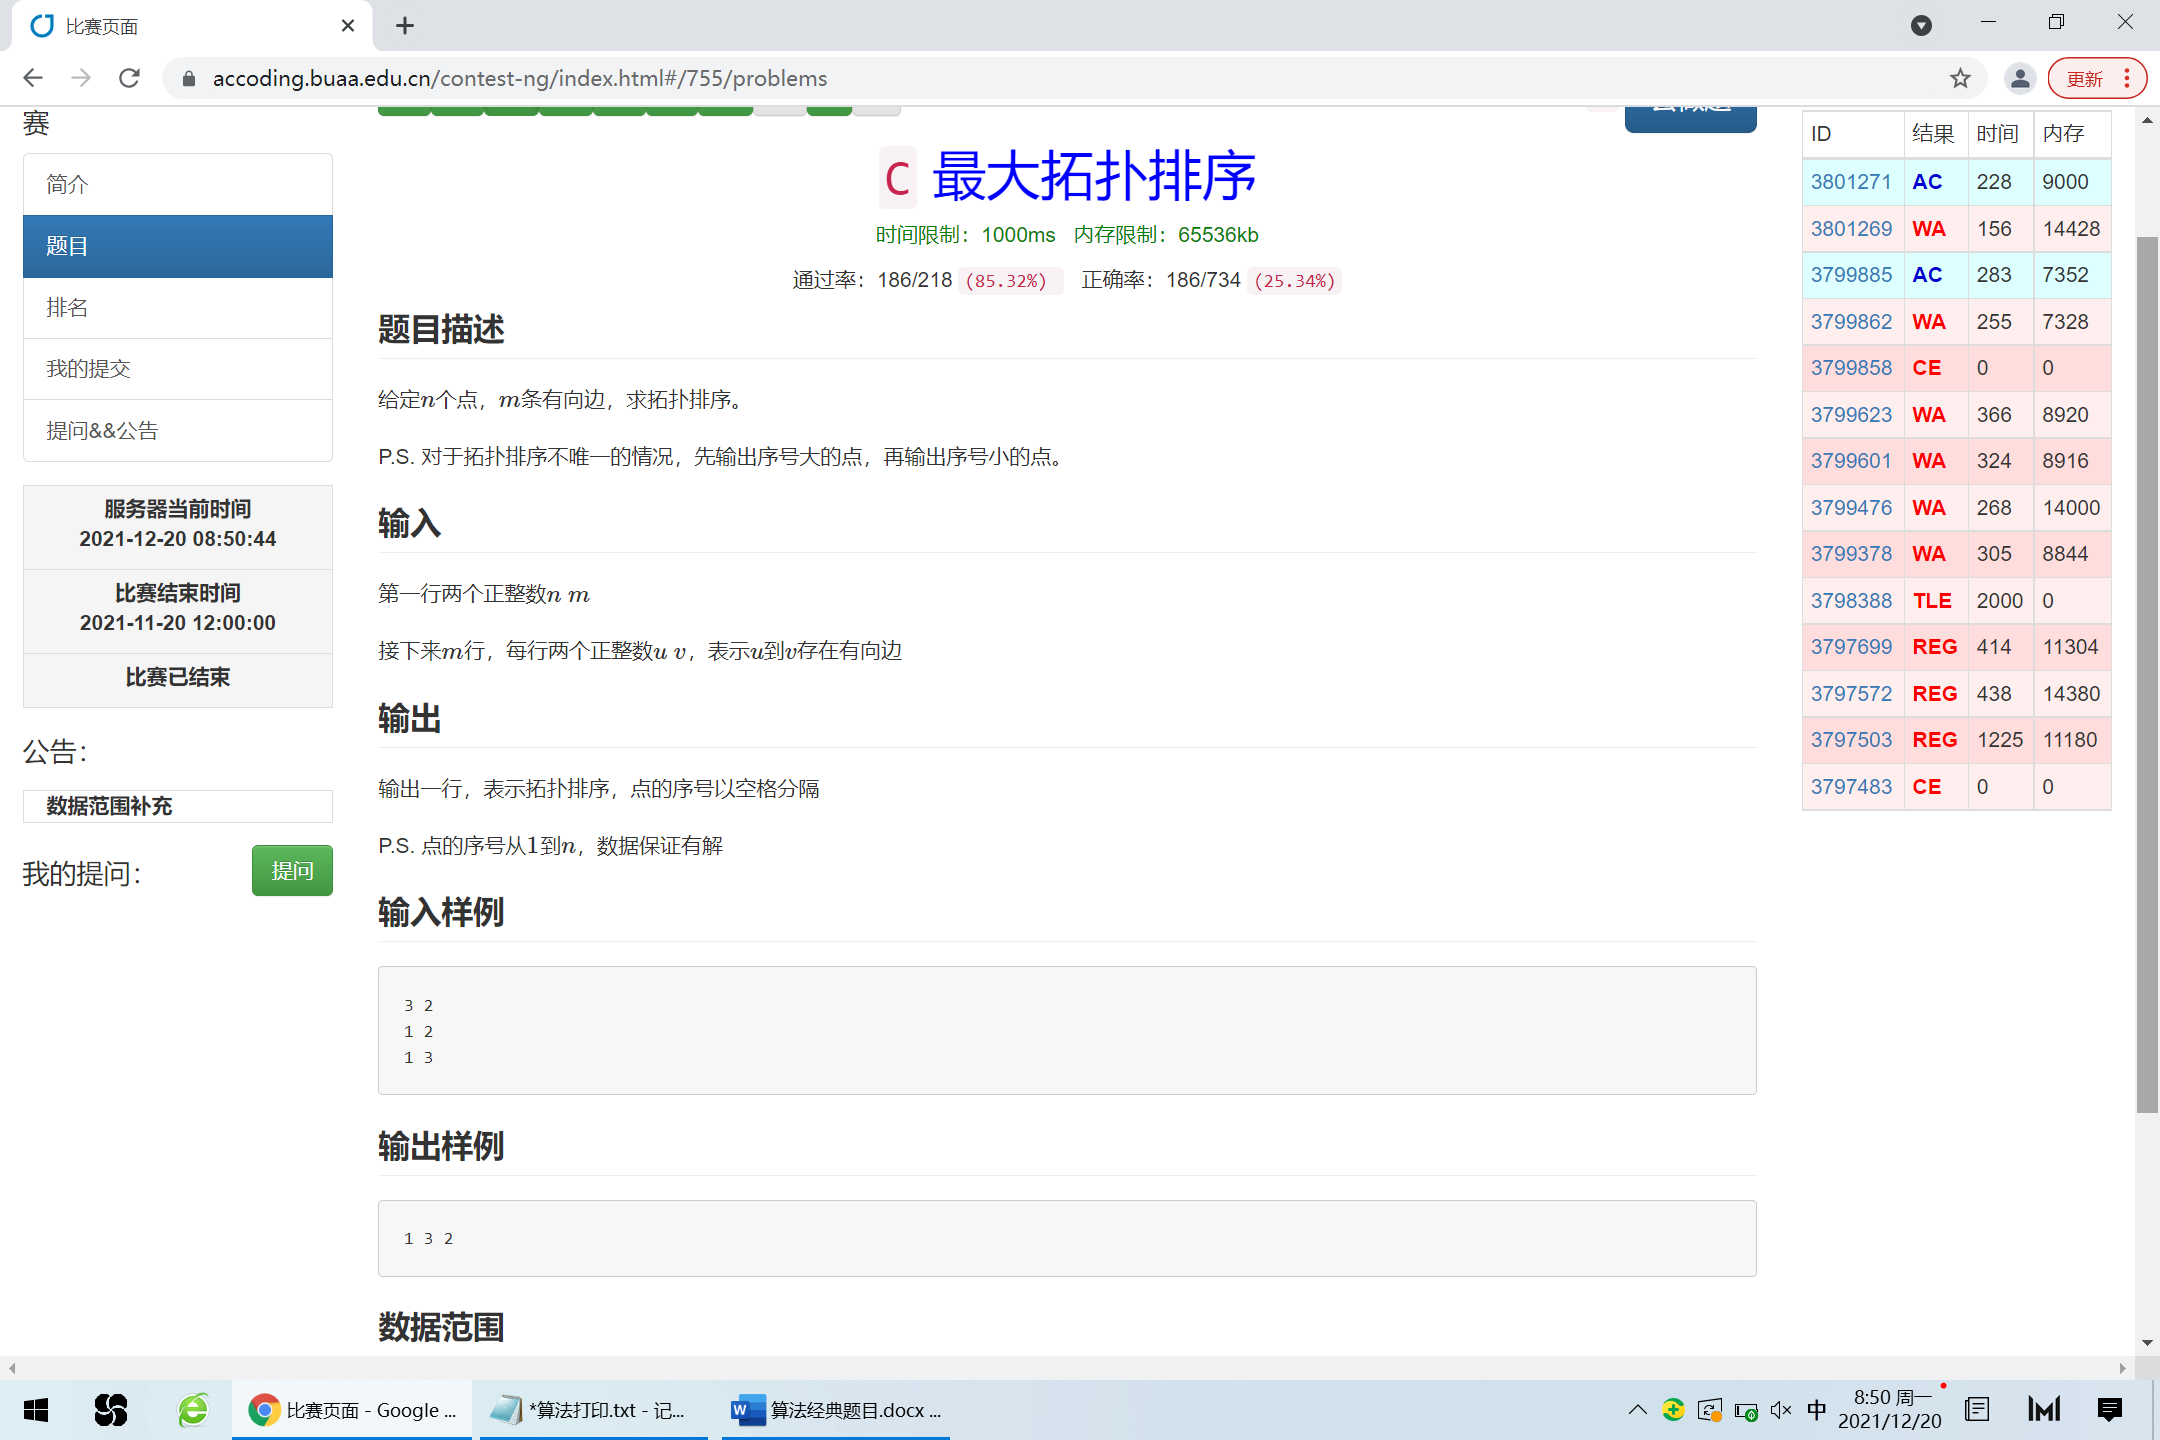 比赛页面
accoding.buaa.edu.cn/contest-ng/index.html#/755/problems
更新
赛
简介
题目
排名
我的提交
提问&&公告
服务器当前时间
2021-12-20 08:50:44
比赛结束时间
2021-11-20 12:00:00
比赛已结束
公告：
数据范围补充
我的提问：
提问
C 最大拓扑排序
时间限制：1000ms 内存限制：65536kb
通过率：186/218 (85.32%) 正确率：186/734 (25.34%)
题目描述
给定n个点，m条有向边，求拓扑排序。
P.S. 对于拓扑排序不唯一的情况，先输出序号大的点，再输出序号小的点。
输入
第一行两个正整数n m
接下来m行，每行两个正整数u v，表示u到v存在有向边
输出
输出一行，表示拓扑排序，点的序号以空格分隔
P.S. 点的序号从1到n，数据保证有解
输入样例
3 2
1 2
1 3
输出样例
1 3 2
数据范围
ID 结果 时间 内存
3801271 AC 228 9000
3801269 WA 156 14428
3799885 AC 283 7352
3799862 WA 255 7328
3799858 CE 0 0
3799623 WA 366 8920
3799601 WA 324 8916
3799476 WA 268 14000
3799378 WA 305 8844
3798388 TLE 2000 0
3797699 REG 414 11304
3797572 REG 438 14380
3797503 REG 1225 11180
3797483 CE 0 0
比赛页面 - Google ...
*算法打印.txt - 记...
算法经典题目.docx ...
中
8:50 周一
2021/12/20